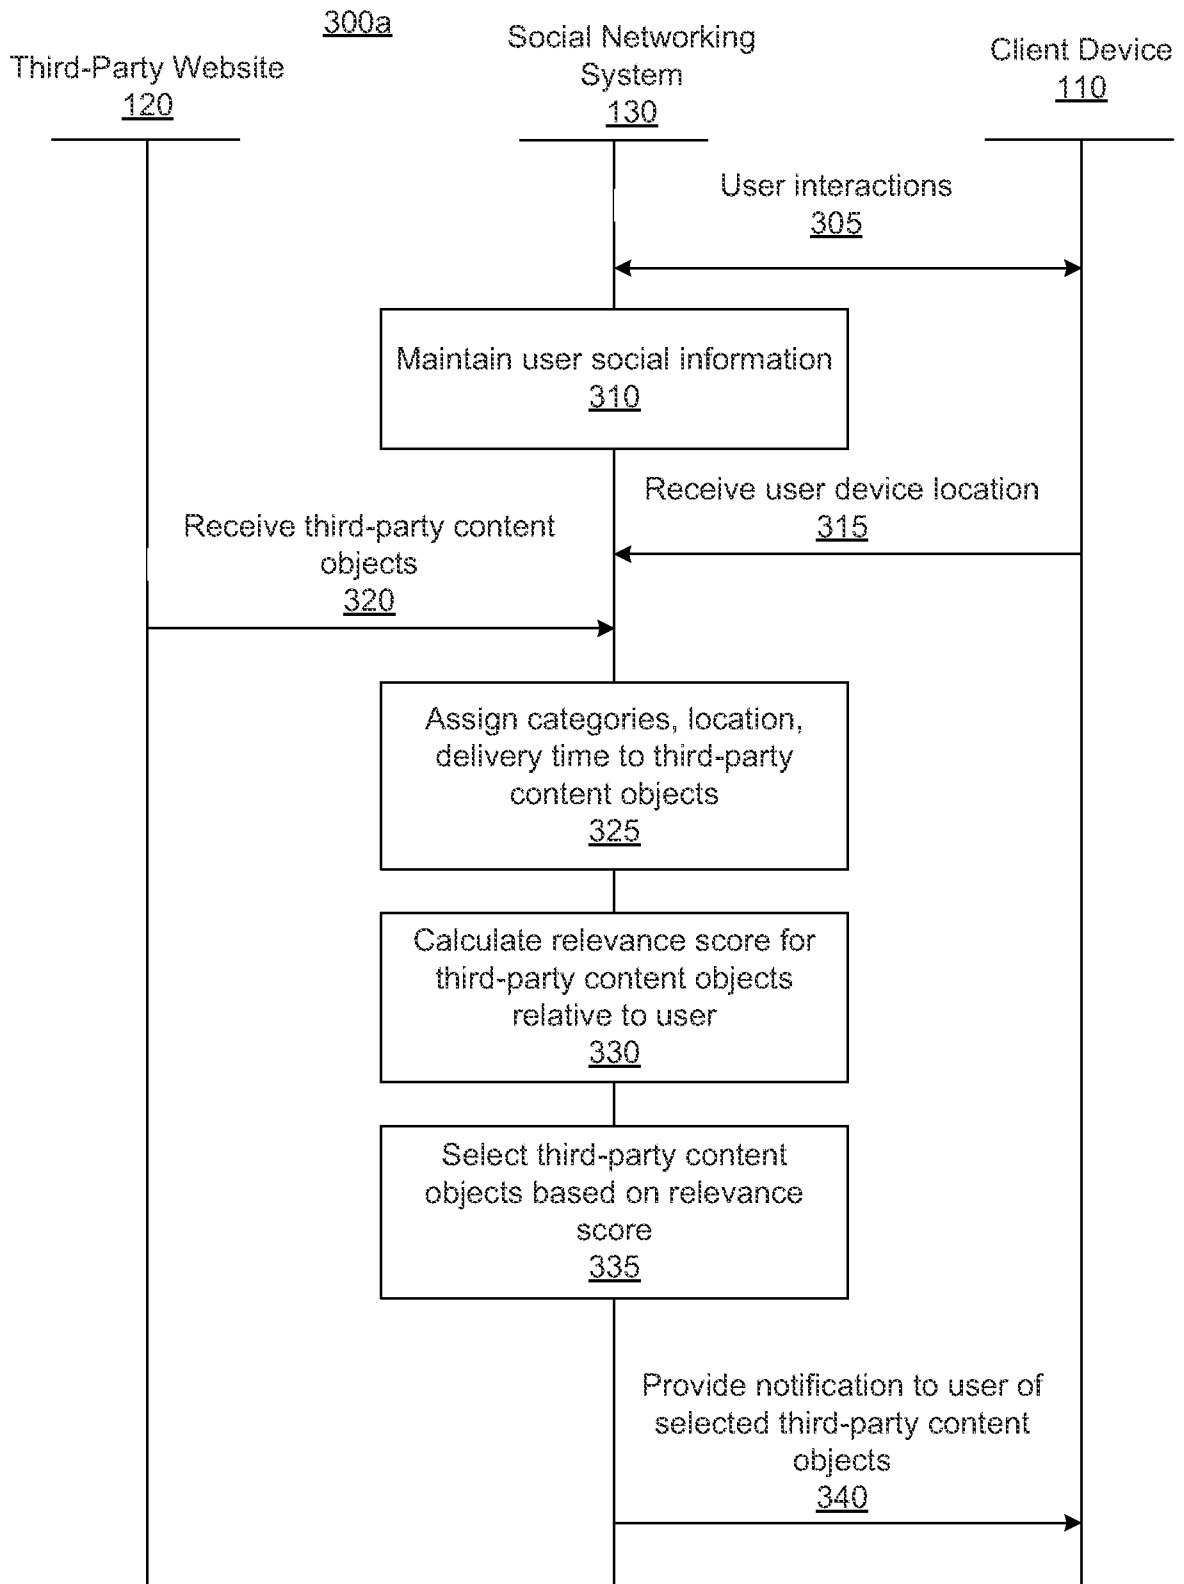 300a
Third-Party Website
120
Social Networking
System
130
Client Device
110
User interactions
305
Maintain user social information
310
Receive user device location
315
Receive third-party content
objects
320
Assign categories, location,
delivery time to third-party
content objects
325
Calculate relevance score for
third-party content objects
relative to user
330
Select third-party content
objects based on relevance
score
335
Provide notification to user of
selected third-party content
objects
340